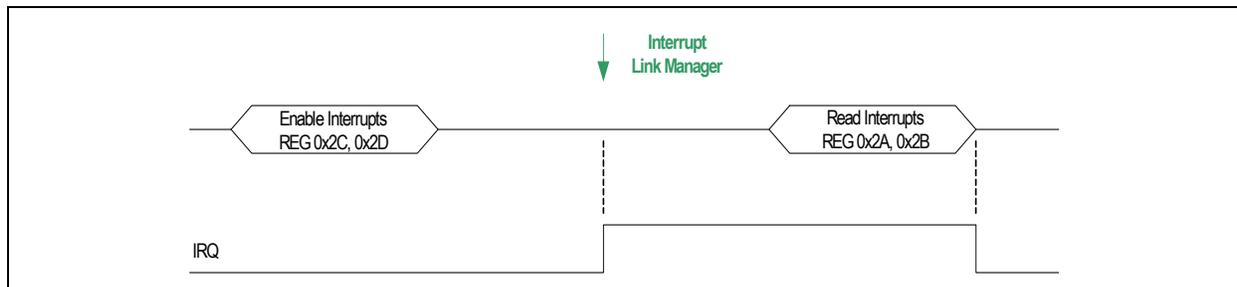 Interrupt
Link Manager
Enable Interrupts
REG 0x2C, 0x2D
Read Interrupts
REG 0x2A, 0x2B
IRQ